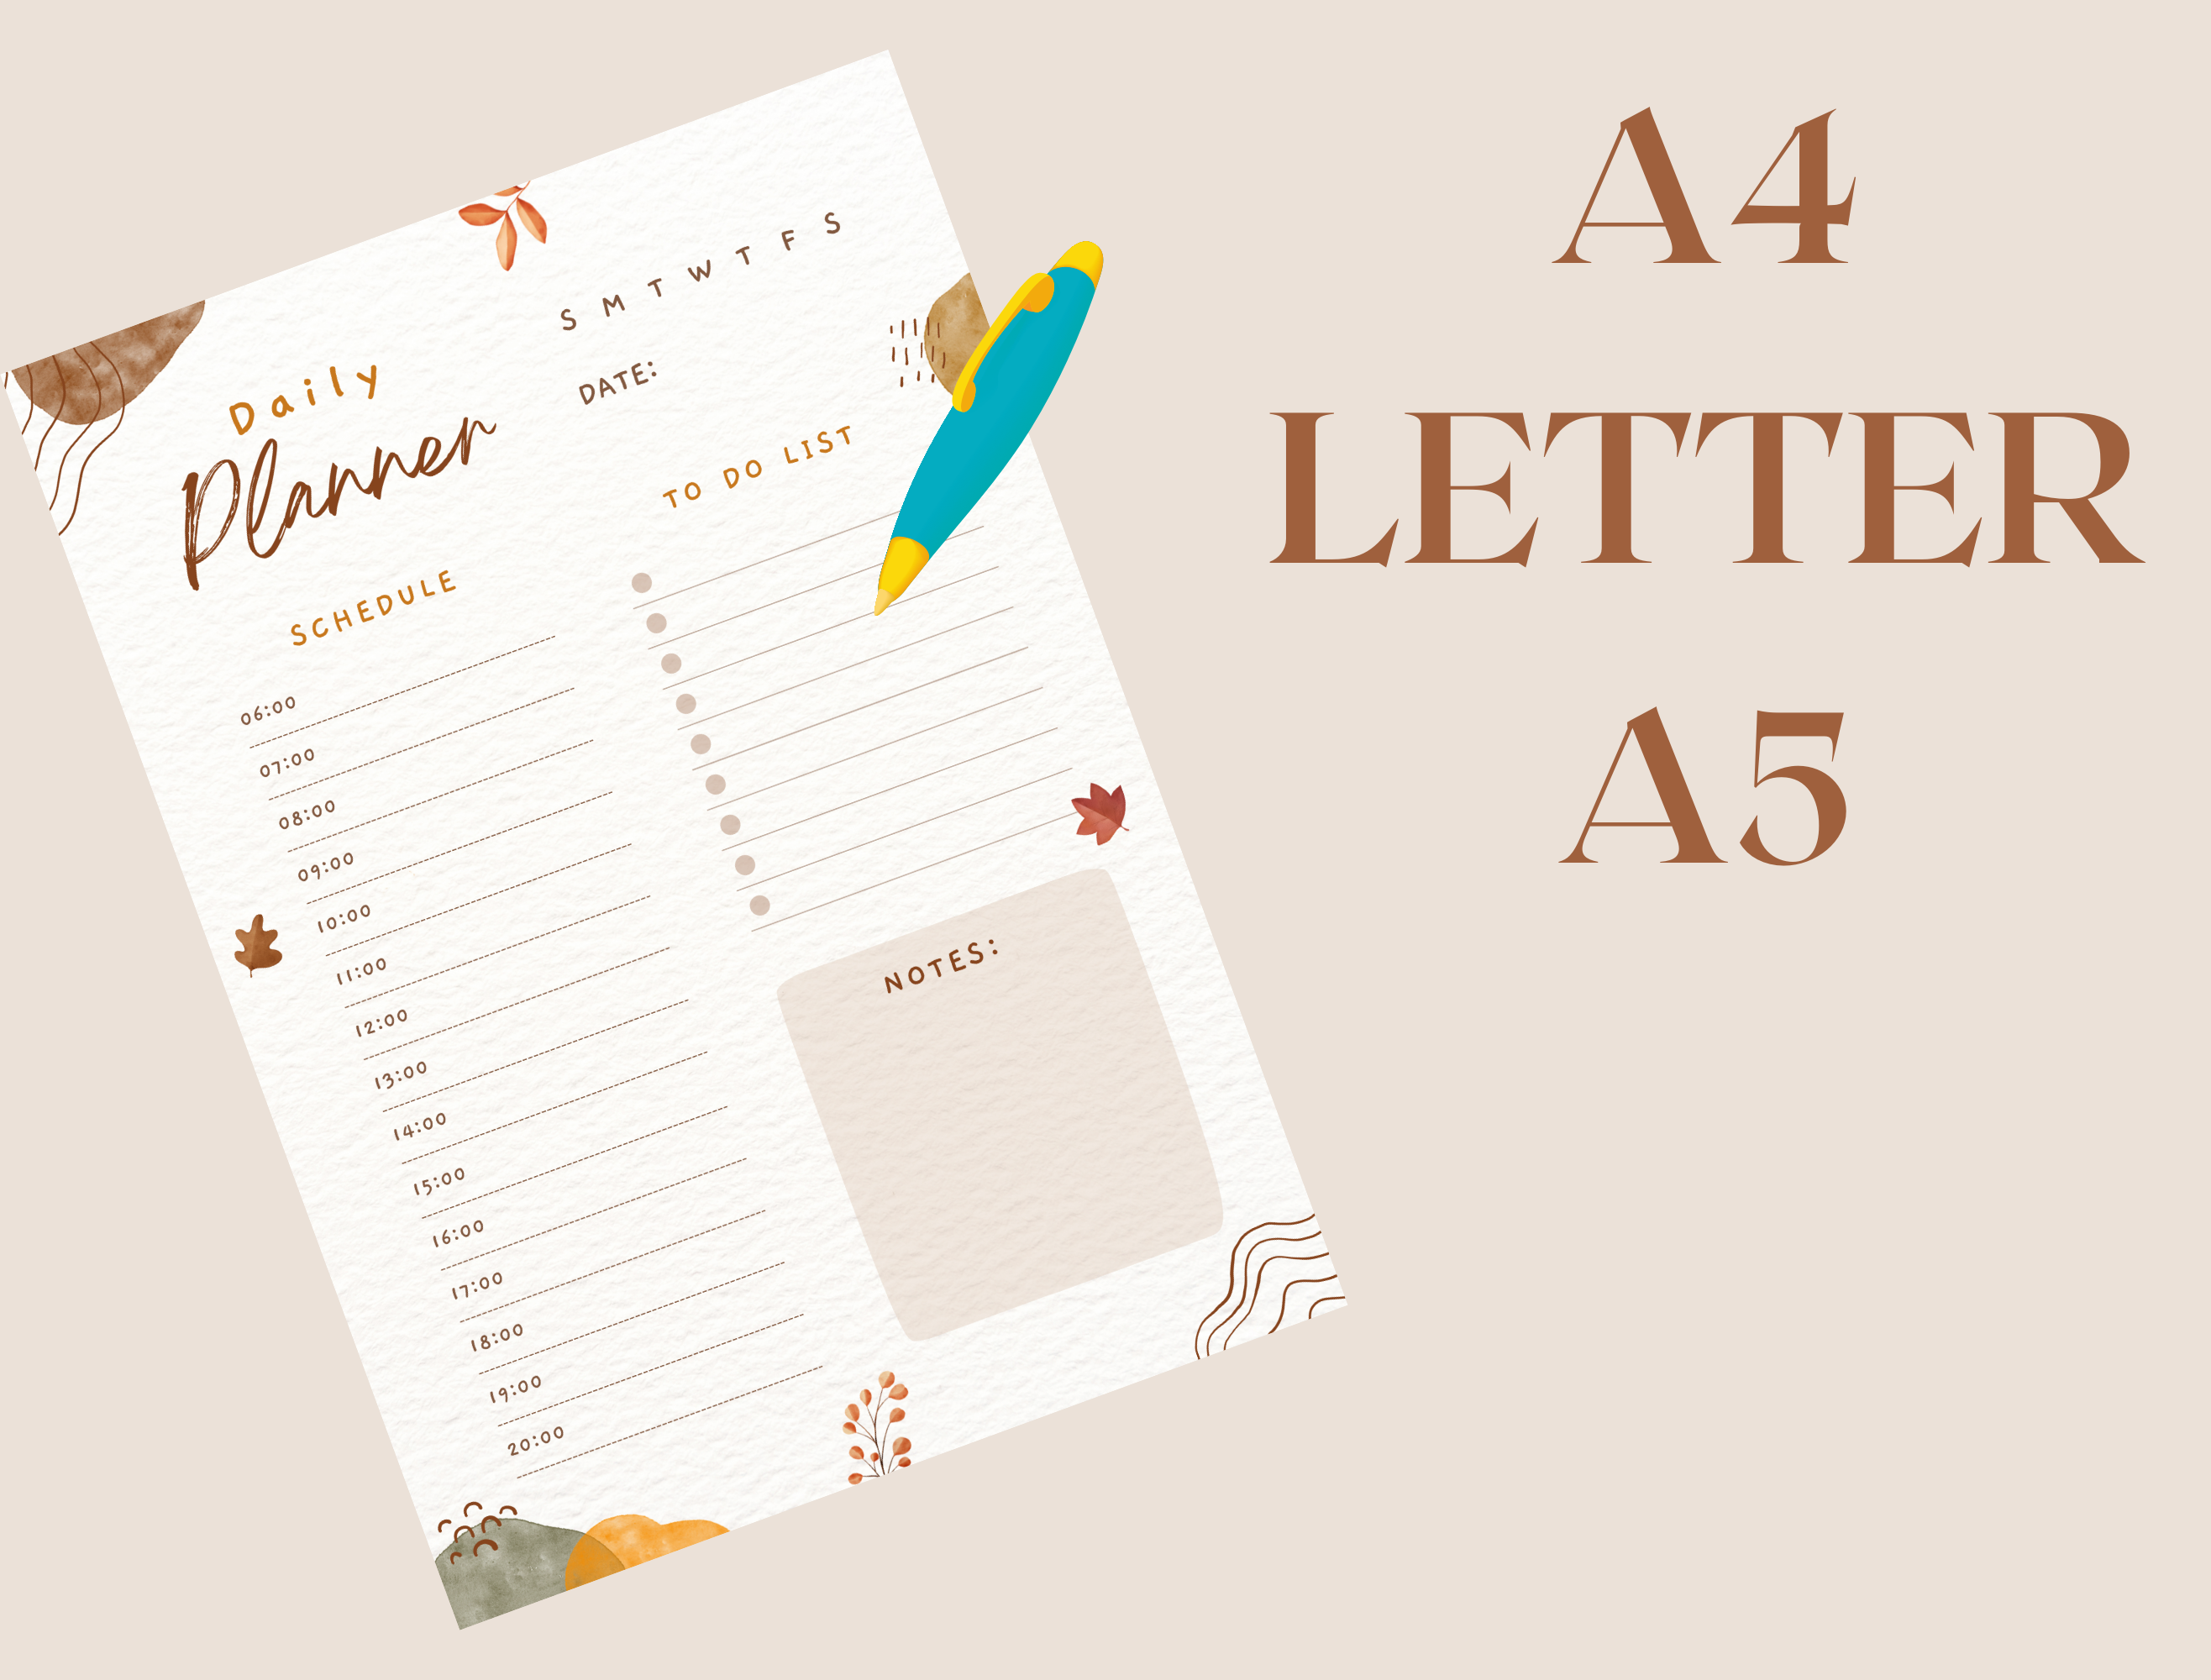 S M T W T F S
DATE:
Daily
Planner
TO DO LIST
SCHEDULE
06:00
07:00
08:00
09:00
10:00
11:00
12:00
13:00
14:00
15:00
16:00
17:00
18:00
19:00
20:00
NOTES:
A4
LETTER
A5